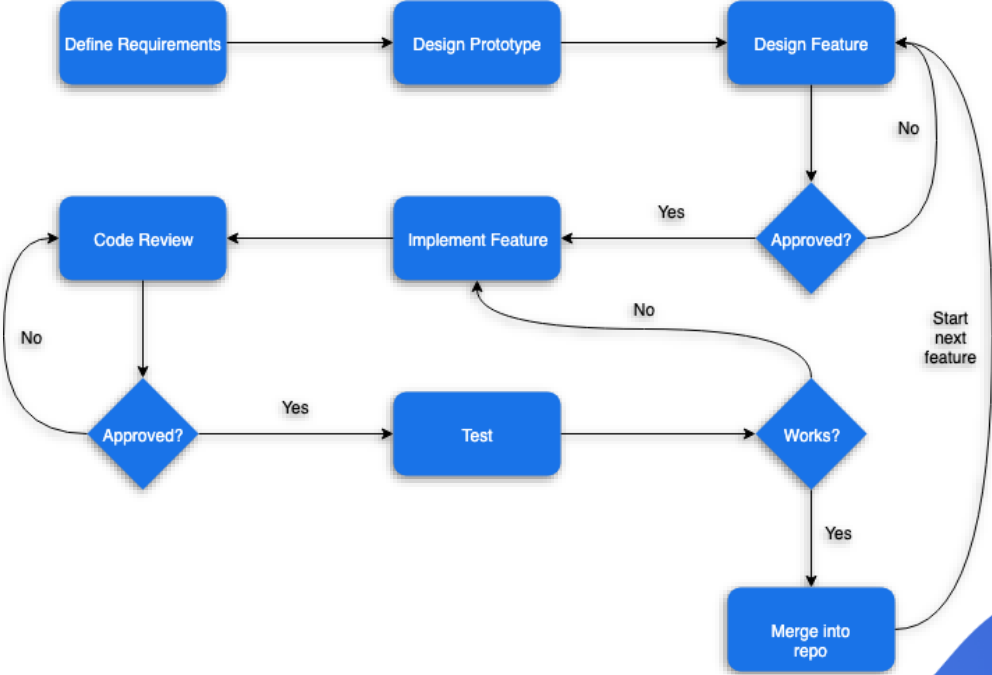 Define Requirements
Design Prototype
Design Feature
No
Yes
Code Review
Implement Feature
Approved?
No
Start
next
feature
No
Yes
Approved?
Test
Works?
Yes
Merge into
repo